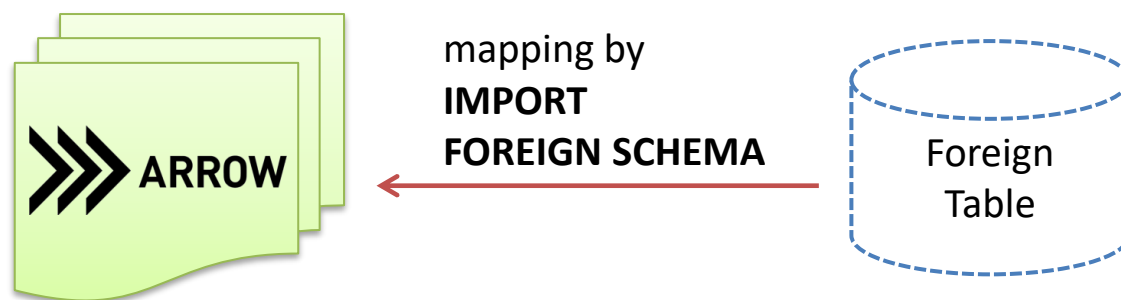 ARROW
mapping by
IMPORT
FOREIGN SCHEMA
Foreign
Table